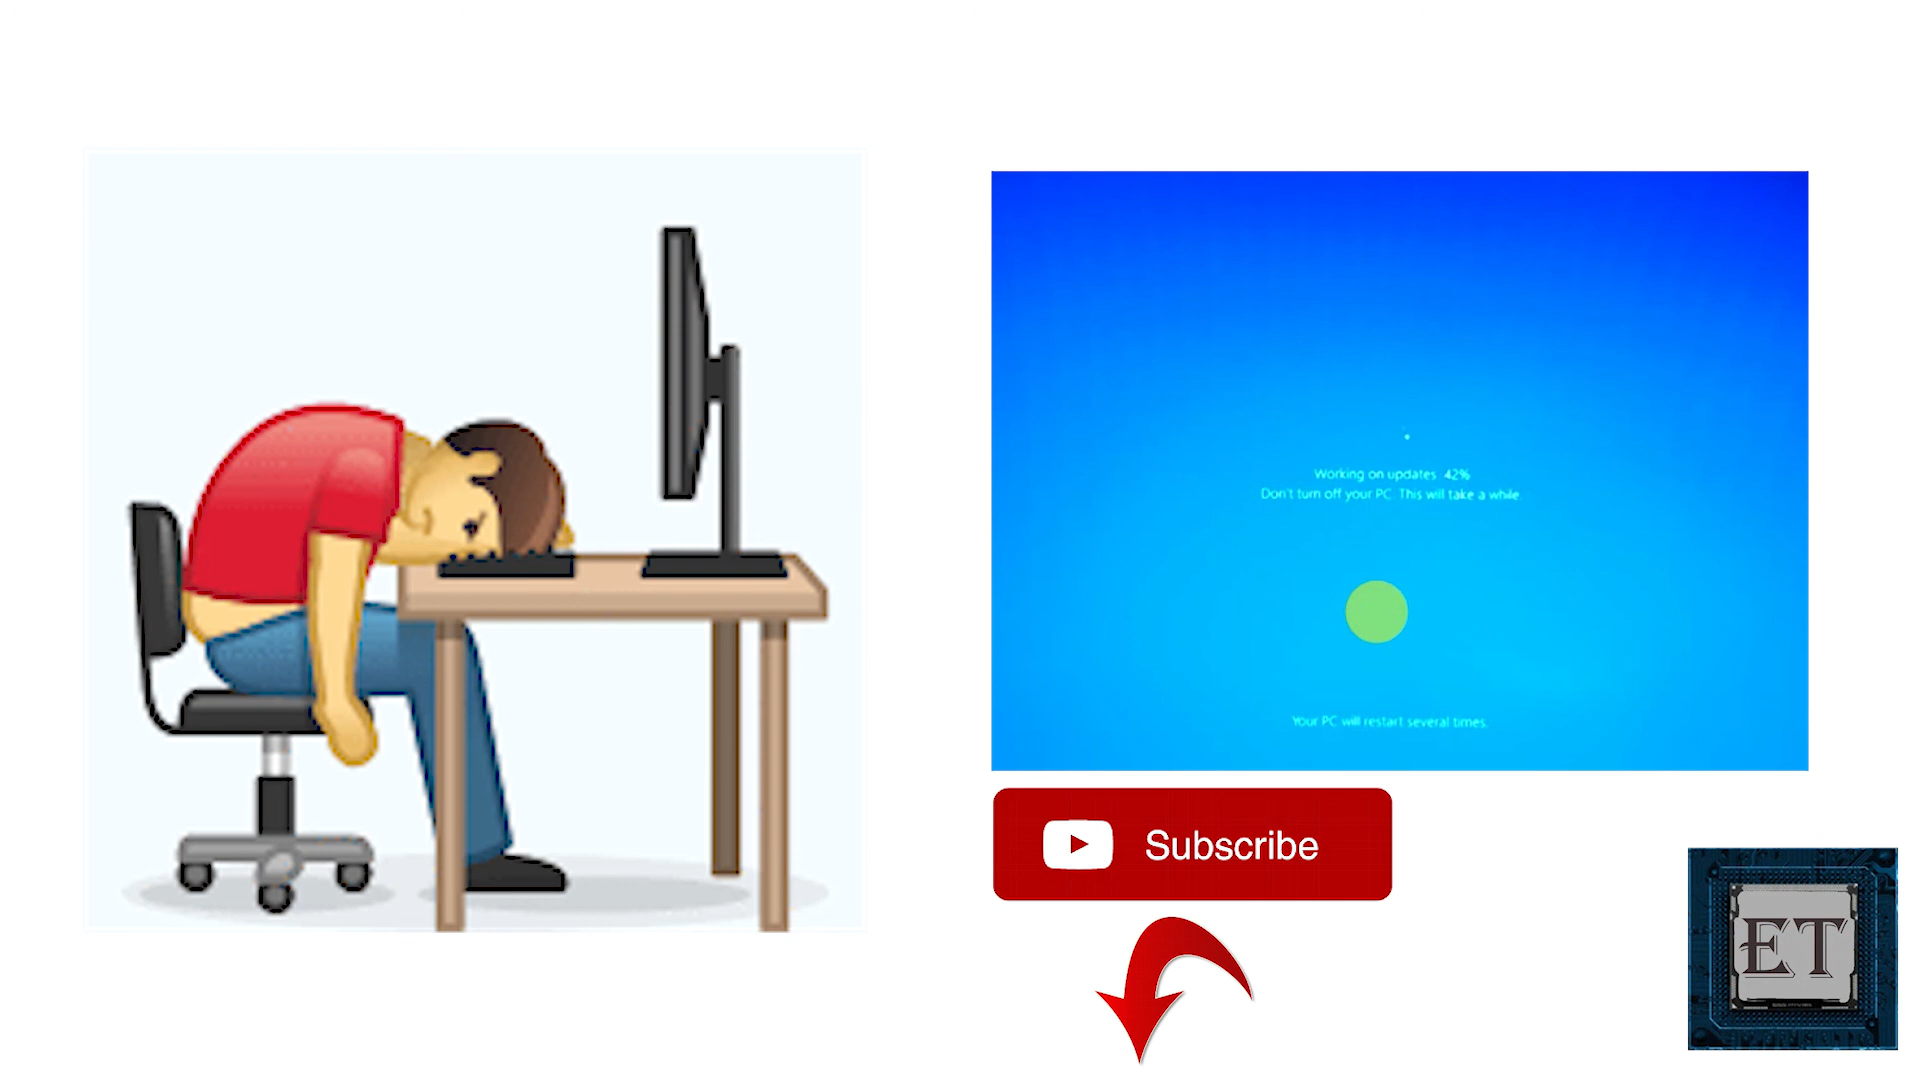 Working on updates 42%
Don't turn off your PC. This will take a while.
Your PC will restart several times.
Subscribe
ET